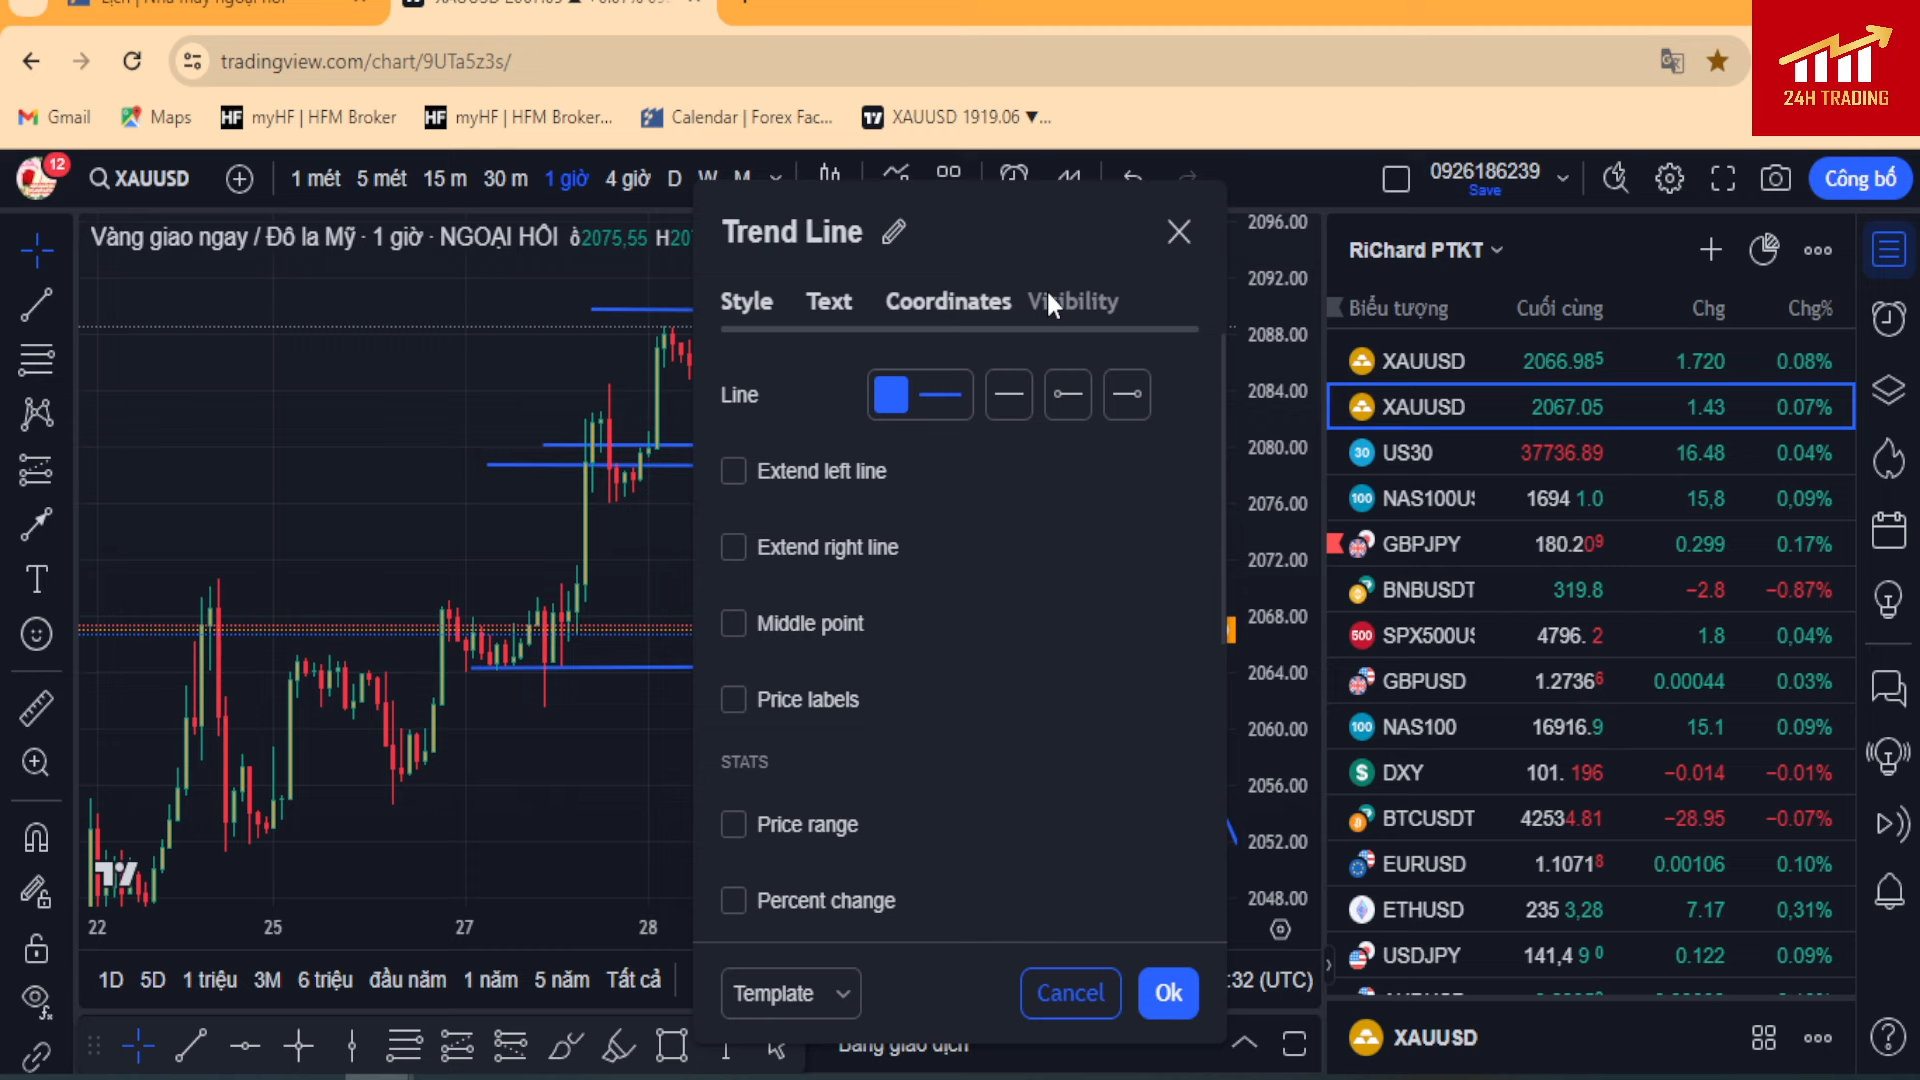 tradingview.com/chart/9UTa5z3s/
24H TRADING
Gmail
Maps
HF myHF | HFM Broker
HF myHF | HFM Broker...
Calendar | Forex Fac...
XAUUSD 1919.06 ▼...
12
XAUUSD
1 mét 5 mét 15 m 30 m 1 giờ 4 giờ D W M
0926186239
Save
Công bố
Vàng giao ngay / Đô la Mỹ · 1 giờ · NGOẠI HỐI ồ2075,55 H20
Trend Line
Style Text Coordinates Visibility
Line
Extend left line
Extend right line
Middle point
Price labels
STATS
Price range
Percent change
Template
Cancel
Ok
2096.00
2092.00
2088.00
2084.00
2080.00
2076.00
2072.00
2068.00
2064.00
2060.00
2056.00
2052.00
2048.00
22 25 27 28
1D 5D 1 triệu 3M 6 triệu đầu năm 1 năm 5 năm Tất cả
:32 (UTC)
Bảng giao dịch
RiChard PTKT
Biểu tượng Cuối cùng Chg Chg%
XAUUSD 2066.985 1.720 0.08%
XAUUSD 2067.05 1.43 0.07%
30 US30 37736.89 16.48 0.04%
100 NAS100U 1694 1.0 15,8 0,09%
GBPJPY 180.209 0.299 0.17%
BNBUSDT 319.8 −2.8 −0.87%
500 SPX500U 4796. 2 1.8 0,04%
GBPUSD 1.27366 0.00044 0.03%
100 NAS100 16916.9 15.1 0.09%
$ DXY 101. 196 −0.014 −0.01%
BTCUSDT 42534.81 −28.95 −0.07%
EURUSD 1.10718 0.00106 0.10%
ETHUSD 235 3,28 7.17 0,31%
USDJPY 141,4 9 0 0.122 0.09%
XAUUSD